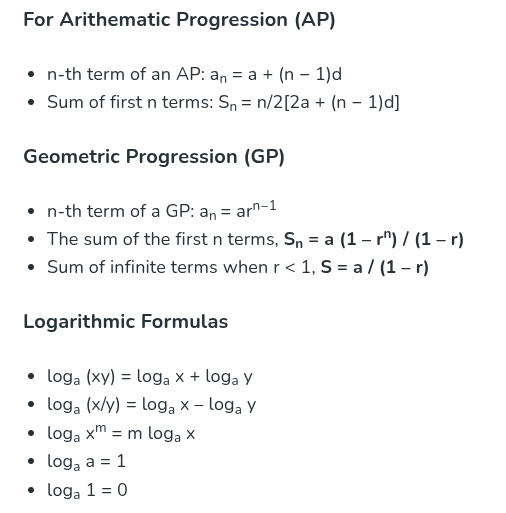 For Arithematic Progression (AP)
• n-th term of an AP: aₙ = a + (n − 1)d
• Sum of first n terms: Sₙ = n/2[2a + (n − 1)d]
Geometric Progression (GP)
• n-th term of a GP: aₙ = arⁿ⁻¹
• The sum of the first n terms, Sₙ = a (1 – rⁿ) / (1 – r)
• Sum of infinite terms when r < 1, S = a / (1 – r)
Logarithmic Formulas
• logₐ (xy) = logₐ x + logₐ y
• logₐ (x/y) = logₐ x – logₐ y
• logₐ xᵐ = m logₐ x
• logₐ a = 1
• logₐ 1 = 0